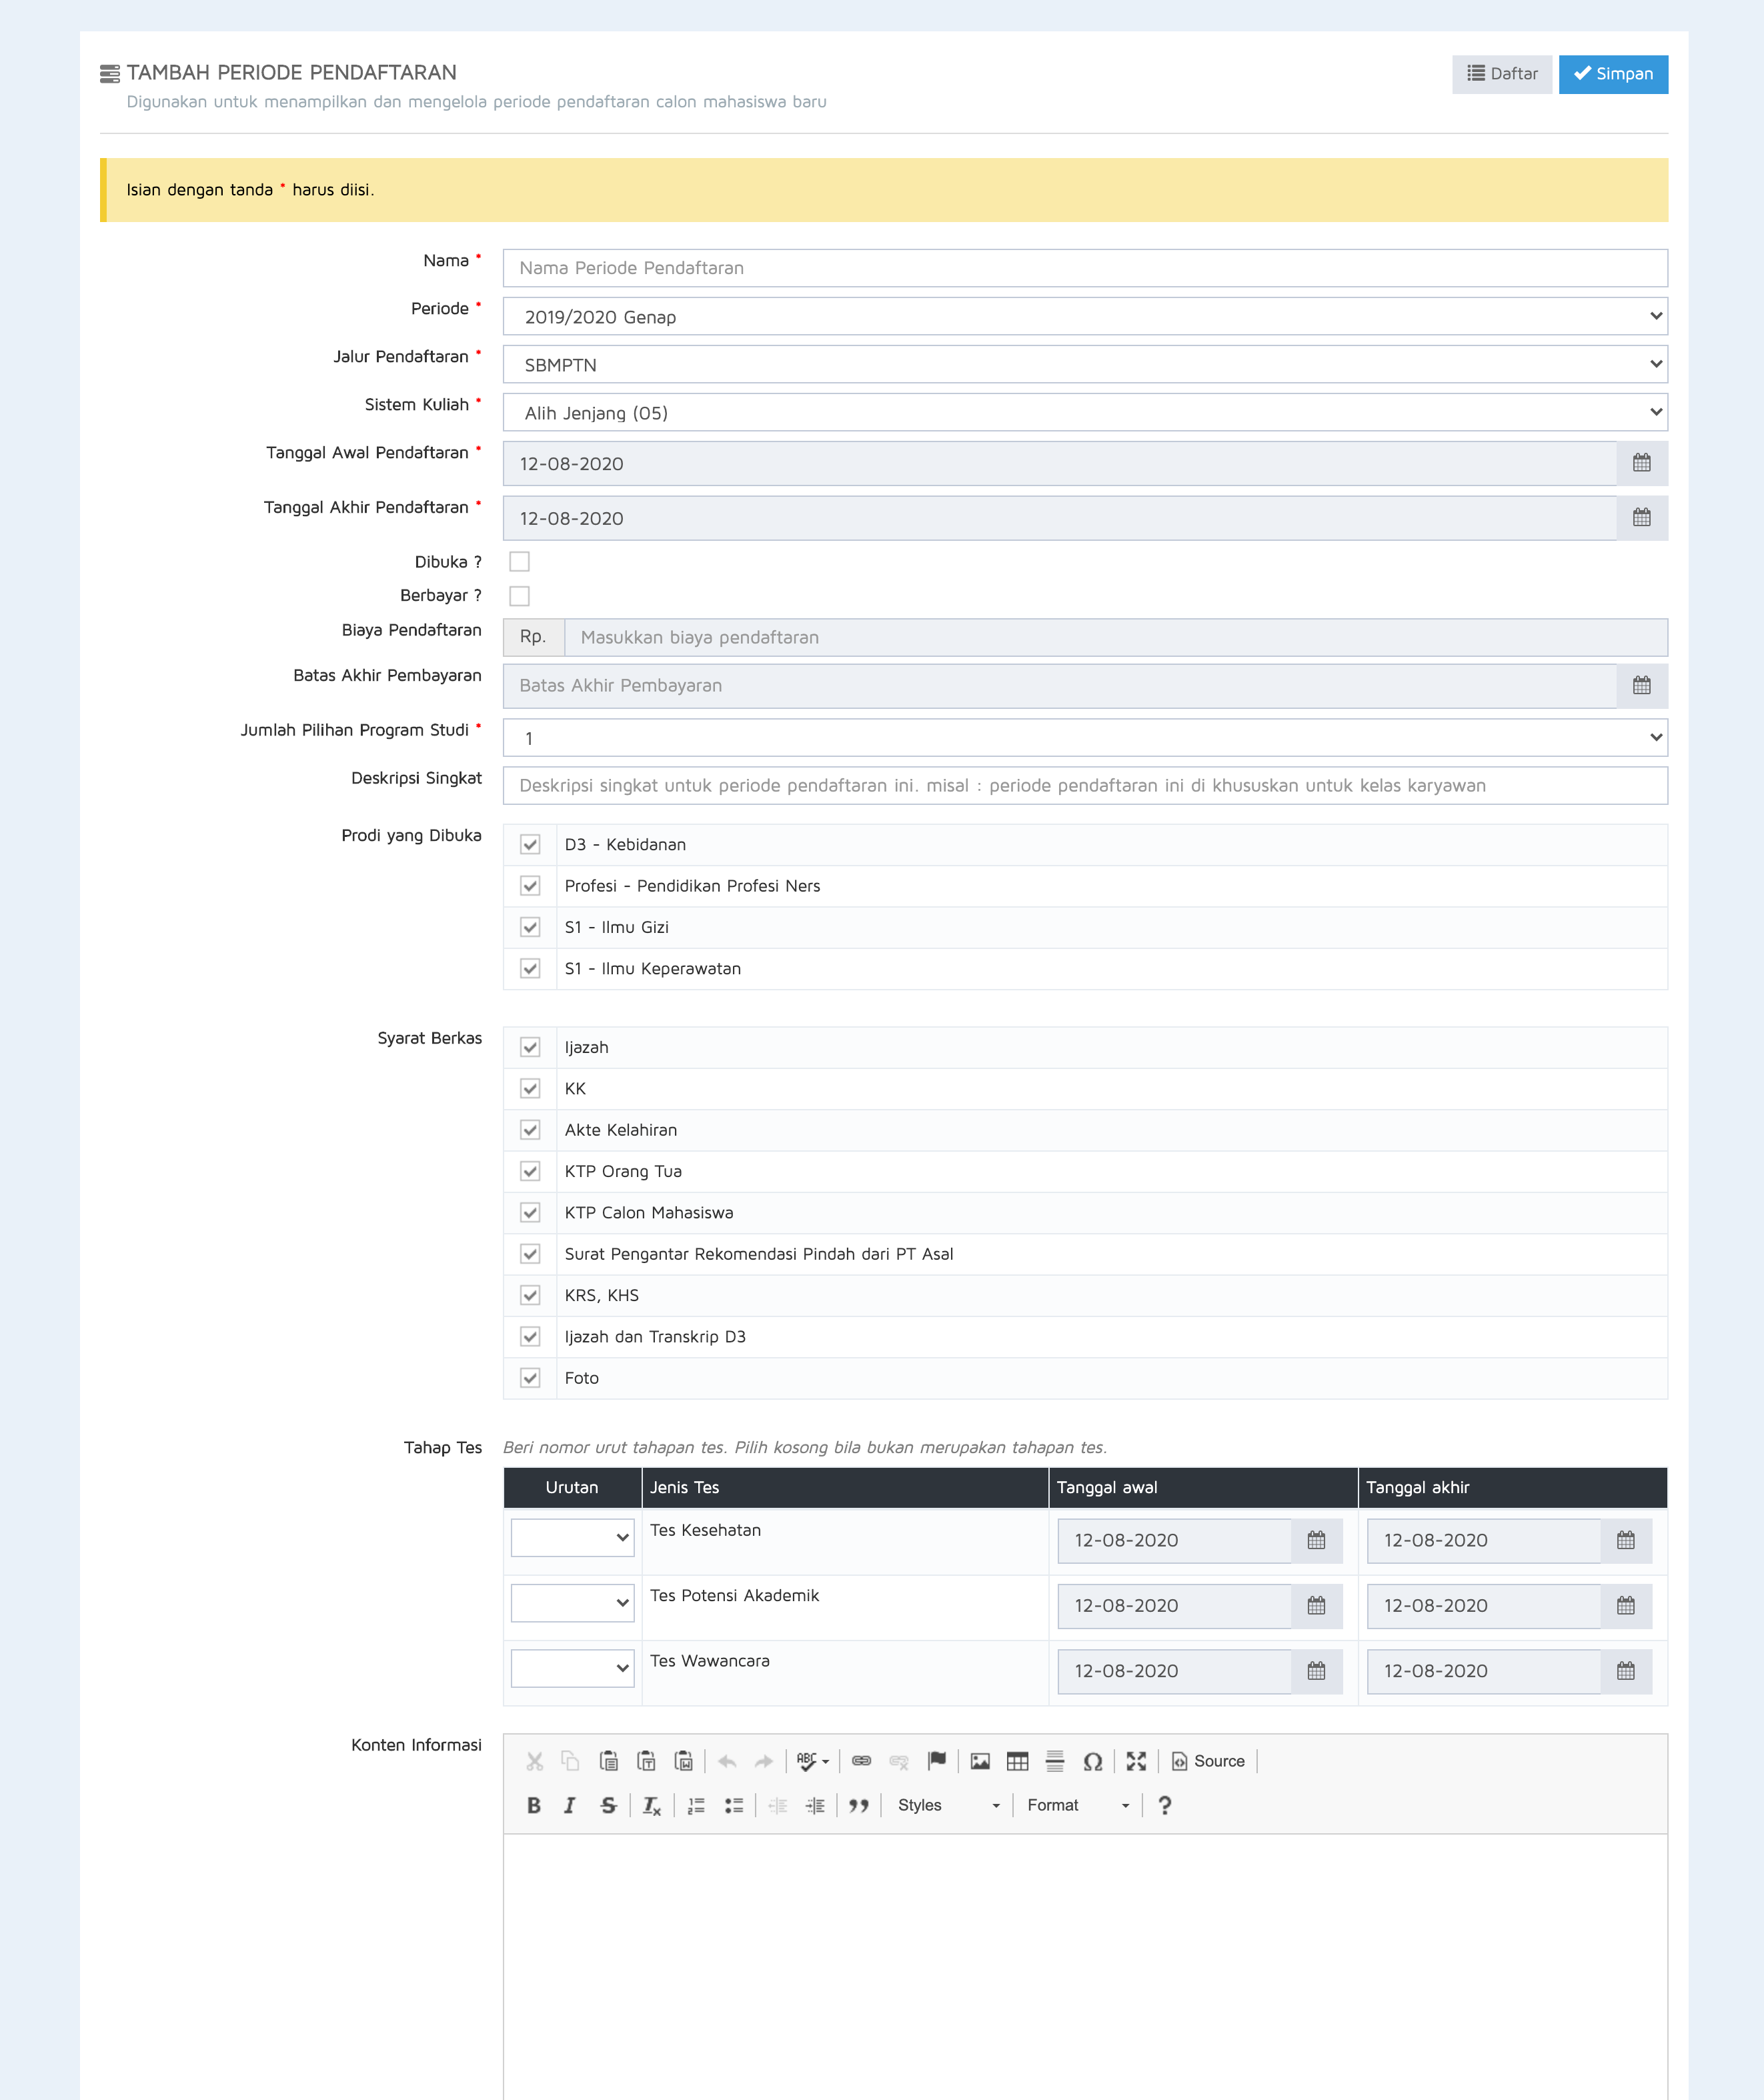 TAMBAH PERIODE PENDAFTARAN
Daftar
Simpan
Digunakan untuk menampilkan dan mengelola periode pendaftaran calon mahasiswa baru
Isian dengan tanda * harus diisi.
Nama *
Nama Periode Pendaftaran
Periode *
2019/2020 Genap
Jalur Pendaftaran *
SBMPTN
Sistem Kuliah *
Alih Jenjang (05)
Tanggal Awal Pendaftaran *
12-08-2020
Tanggal Akhir Pendaftaran *
12-08-2020
Dibuka ?
Berbayar ?
Biaya Pendaftaran
Rp. Masukkan biaya pendaftaran
Batas Akhir Pembayaran
Batas Akhir Pembayaran
Jumlah Pilihan Program Studi *
1
Deskripsi Singkat
Deskripsi singkat untuk periode pendaftaran ini. misal : periode pendaftaran ini di khususkan untuk kelas karyawan
Prodi yang Dibuka
D3 - Kebidanan
Profesi - Pendidikan Profesi Ners
S1 - Ilmu Gizi
S1 - Ilmu Keperawatan
Syarat Berkas
Ijazah
KK
Akte Kelahiran
KTP Orang Tua
KTP Calon Mahasiswa
Surat Pengantar Rekomendasi Pindah dari PT Asal
KRS, KHS
Ijazah dan Transkrip D3
Foto
Tahap Tes
Beri nomor urut tahapan tes. Pilih kosong bila bukan merupakan tahapan tes.
Urutan Jenis Tes Tanggal awal Tanggal akhir
Tes Kesehatan 12-08-2020 12-08-2020
Tes Potensi Akademik 12-08-2020 12-08-2020
Tes Wawancara 12-08-2020 12-08-2020
Konten Informasi
ABC Ω Source
B I S Tx Styles Format ?